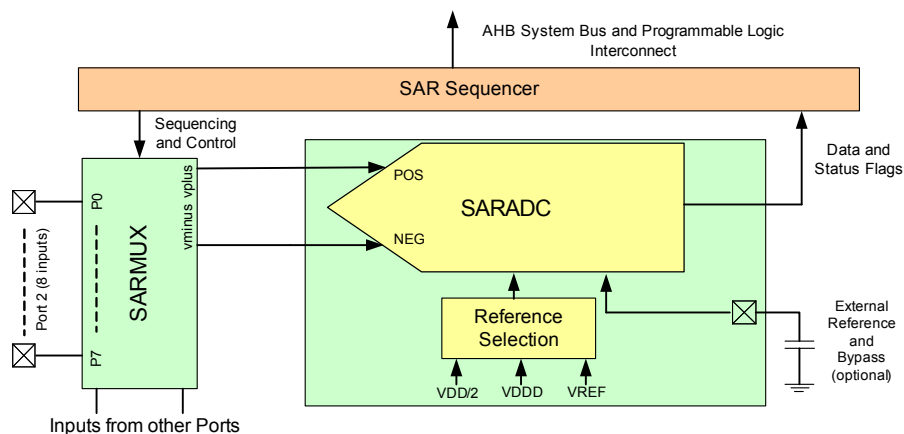 AHB System Bus and Programmable Logic
Interconnect
SAR Sequencer
Sequencing
and Control
Data and
Status Flags
vminus vplus
POS
SARADC
NEG
P0
Port 2 (8 inputs)
SARMUX
P7
Reference
Selection
External
Reference
and
Bypass
(optional)
VDD/2
VDDD
VREF
Inputs from other Ports